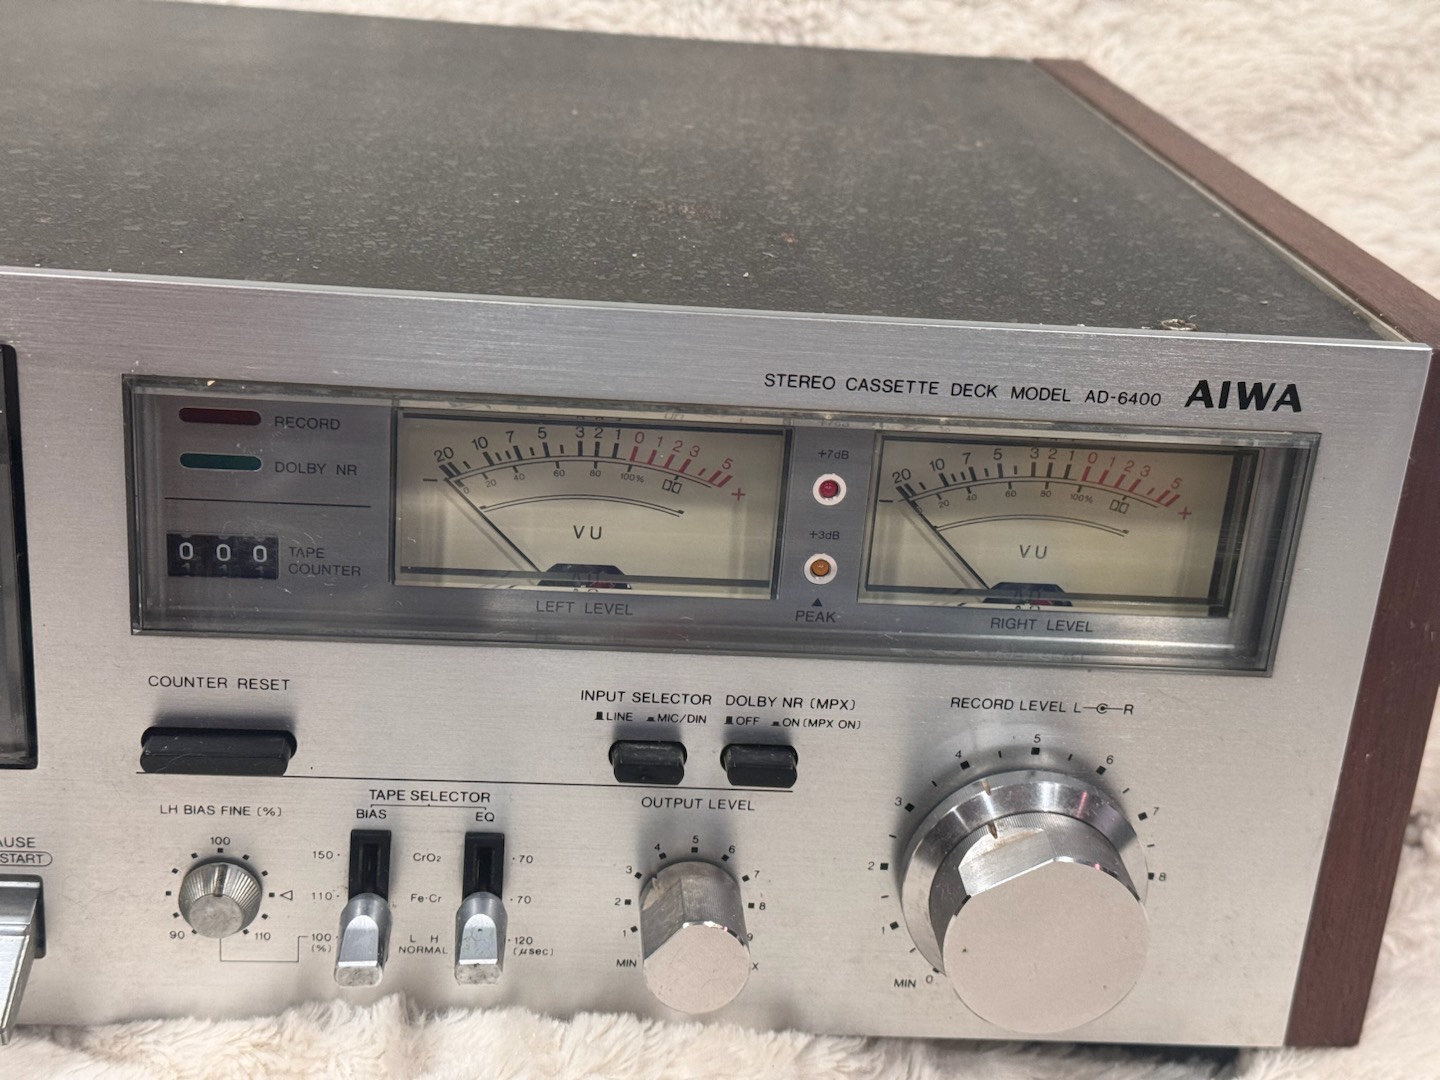 STEREO CASSETTE DECK MODEL AD-6400 AIWA
RECORD
DOLBY NR
0 0 0
TAPE
COUNTER
20 10 7 5 3 2 1 0 1 2 3 5
- 0 20 40 60 80 100% +
VU
LEFT LEVEL
+7dB
+3dB
▲
PEAK
20 10 7 5 3 2 1 0 1 2 3 5
- 0 20 40 60 80 100% +
VU
RIGHT LEVEL
COUNTER RESET
INPUT SELECTOR
LINE MIC/DIN
DOLBY NR (MPX)
OFF ON (MPX ON)
RECORD LEVEL L R
MIN 0 1 2 3 4 5 6 7 8
LH BIAS FINE (%)
100
90 110
TAPE SELECTOR
BIAS EQ
150 CrO2 70
110 Fe-Cr 70
100 L H 120
(%) NORMAL (μsec)
OUTPUT LEVEL
MIN 1 2 3 4 5 6 7 8 9 X
AUSE
START